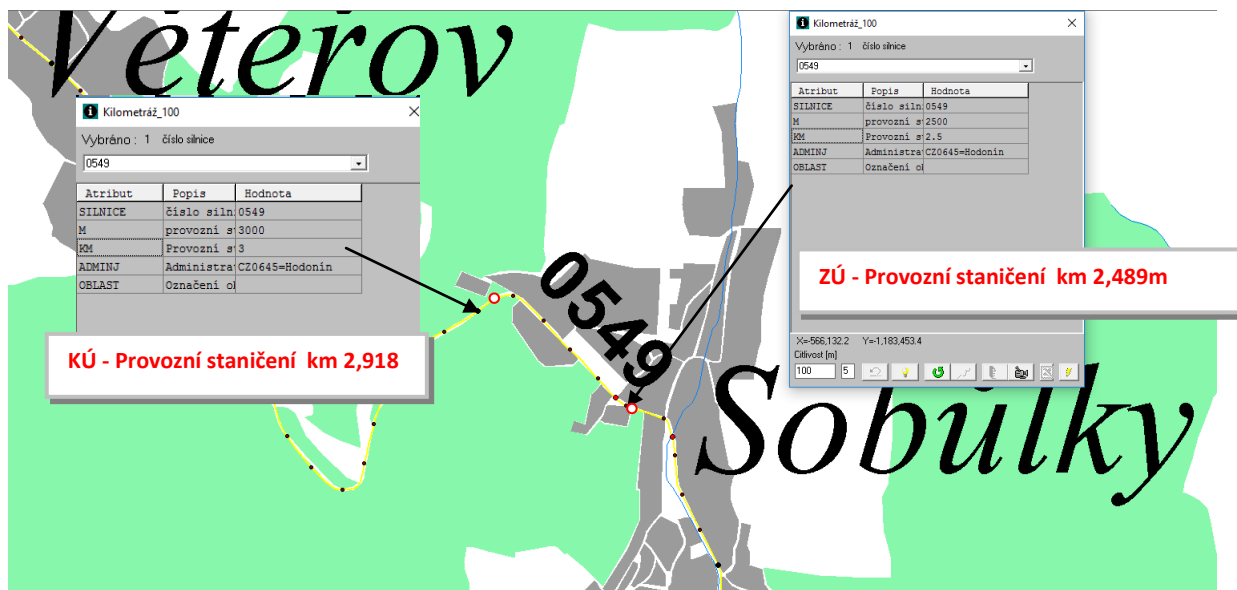 Větěrov
Kilometráž_100
Vybráno : 1 číslo silnice
0549
Atribut Popis Hodnota
SILNICE číslo siln 0549
M provozní s 3000
KM Provozní s 3
ADMINJ Administra CZ0645=Hodonín
OBLAST Označení ol
KÚ - Provozní staničení km 2,918
0549
Kilometráž_100
Vybráno : 1 číslo silnice
0549
Atribut Popis Hodnota
SILNICE číslo siln 0549
M provozní s 2500
KM Provozní s 2.5
ADMINJ Administra CZ0645=Hodonín
OBLAST Označení ol
ZÚ - Provozní staničení km 2,489m
X=-566,132.2 Y=-1,183,453.4
Citlivost [m]
100 5
Sobůlky